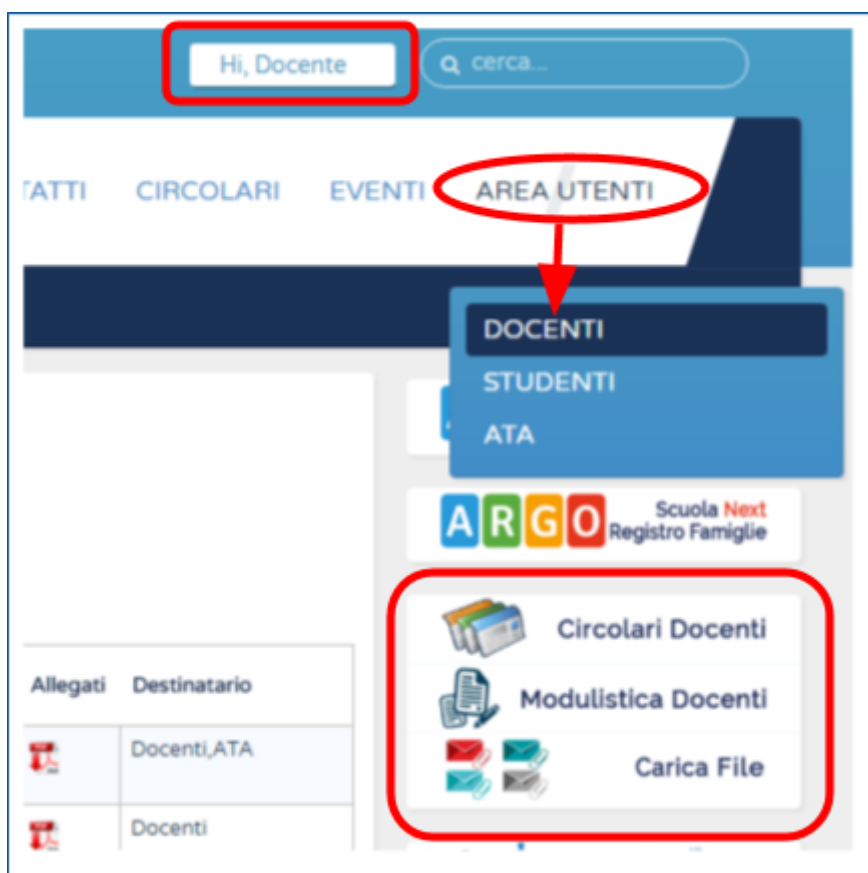 Hi, Docente
cerca...
TATTI CIRCOLARI EVENTI AREA UTENTI
DOCENTI
STUDENTI
ATA
ARGO Scuola Next
Registro Famiglie
Circolari Docenti
Modulistica Docenti
Carica File
Allegati Destinatario
Docenti,ATA
Docenti